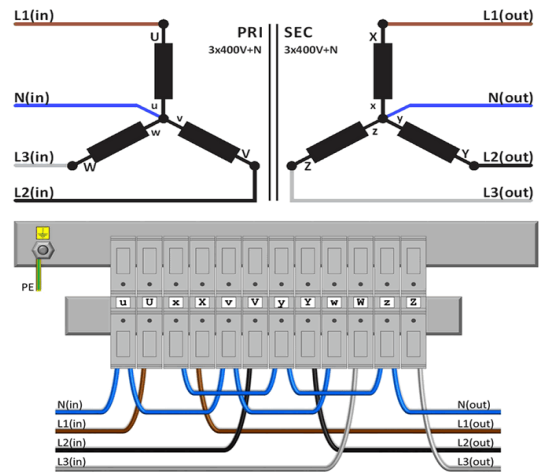 L1(in) L1(out)
U PRI SEC X
3x400V+N 3x400V+N
N(in) u x N(out)
w v z y
L3(in) W V Z Y L2(out)
L2(in) L3(out)
PE
u U x X v V y Y w W z Z
N(in) N(out)
L1(in) L1(out)
L2(in) L2(out)
L3(in) L3(out)